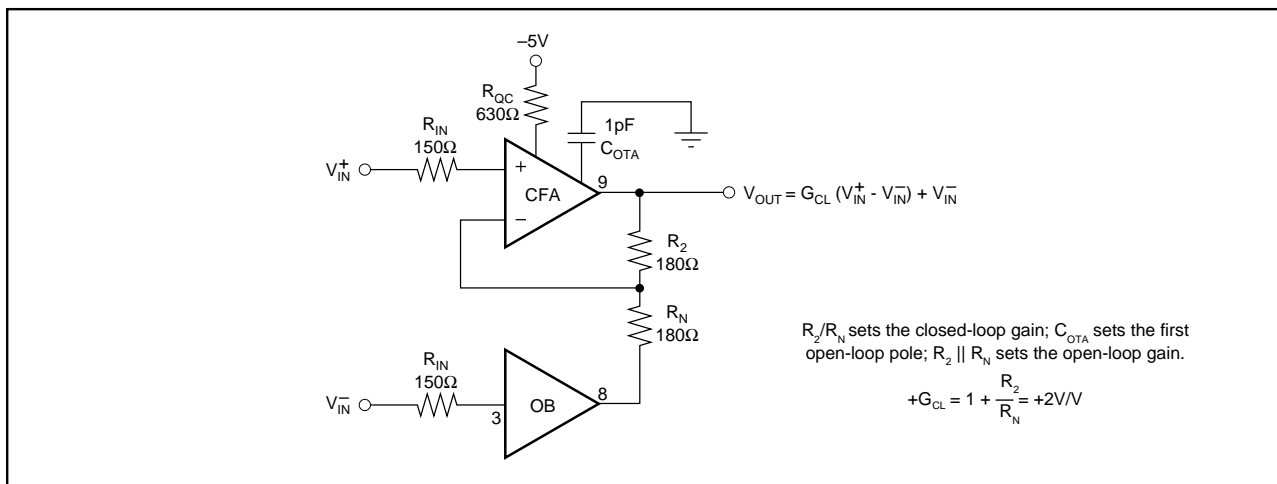 –5V
R_QC
630Ω
1pF
C_OTA
R_IN
150Ω
V_IN^+
+
CFA
–
9
V_OUT = G_CL (V_IN^+ - V_IN^–) + V_IN^–
R_2
180Ω
R_N
180Ω
R_2/R_N sets the closed-loop gain; C_OTA sets the first
open-loop pole; R_2 || R_N sets the open-loop gain.
+G_CL = 1 + R_2/R_N = +2V/V
R_IN
150Ω
V_IN^–
3
OB
8